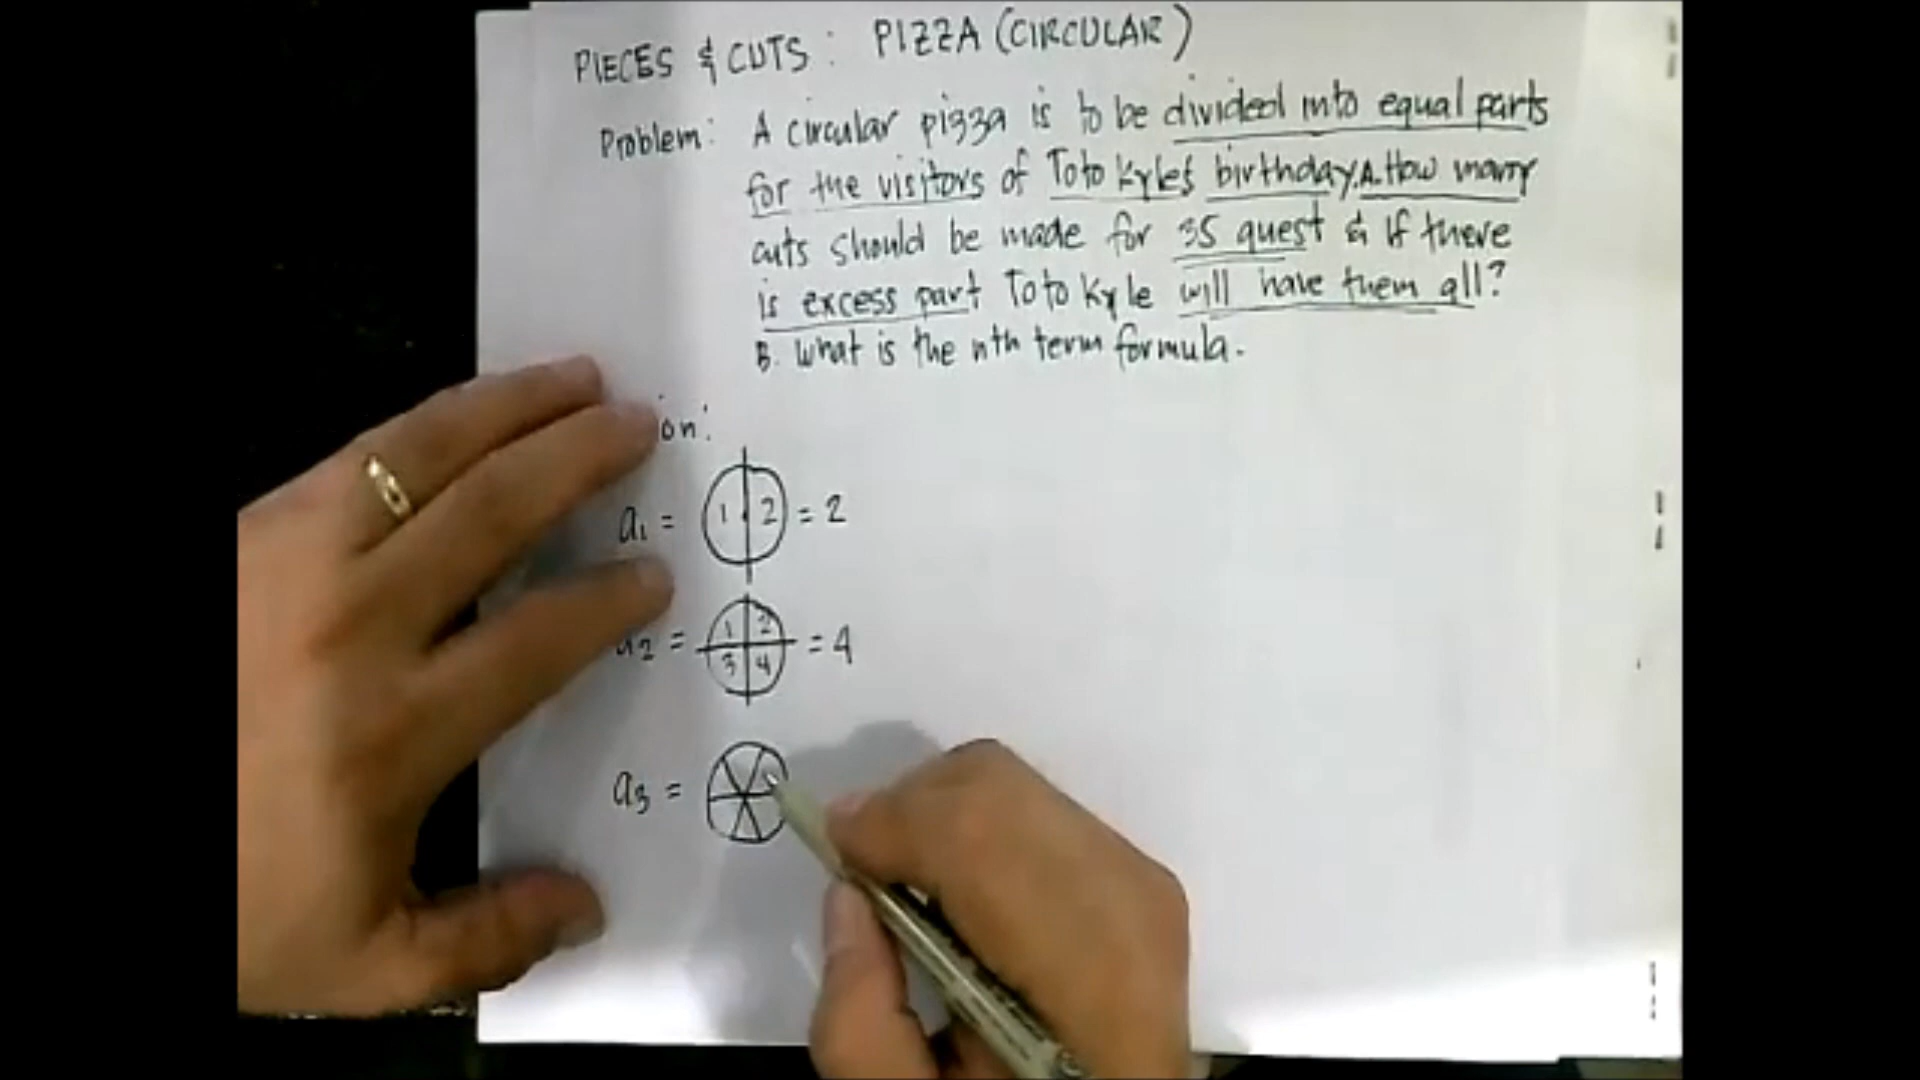 PIECES & CUTS: PIZZA (CIRCULAR)
Problem: A circular pizza is to be divided into equal parts
for the visitors of Toto Kyle's birthday. A. How many
cuts should be made for 35 guest & if there
is excess part Toto Kyle will have them all?
B. What is the nth term formula.
ion:
a1 = 1 2 = 2
a2 = 1 2 3 4 = 4
a3 =